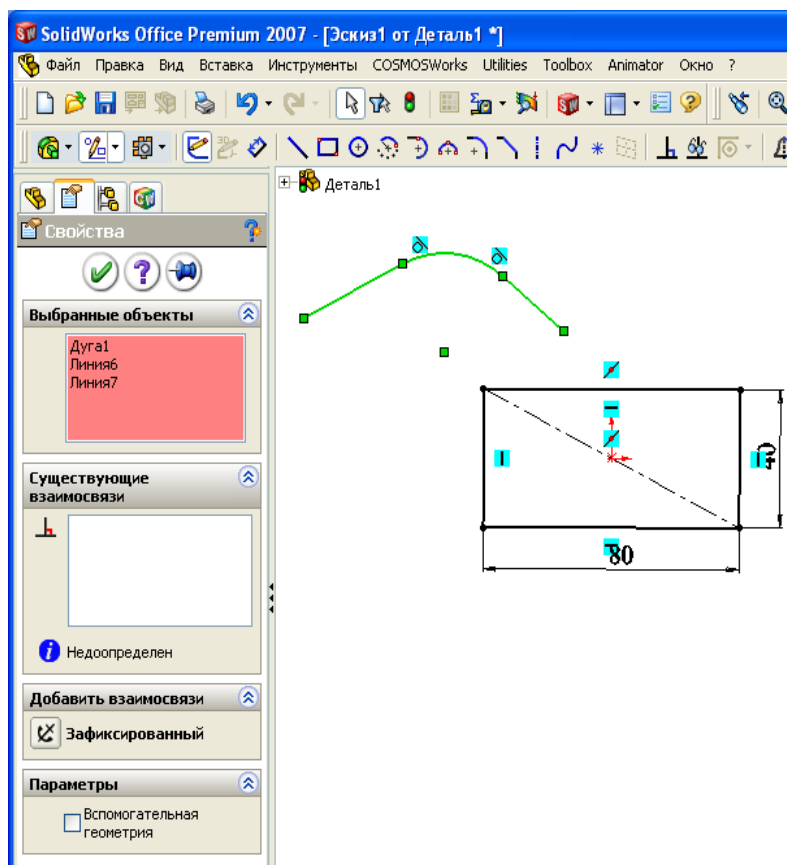 SolidWorks Office Premium 2007 - [Эскиз1 от Деталь1 *]
Файл Правка Вид Вставка Инструменты COSMOSWorks Utilities Toolbox Animator Окно ?
Деталь1
Свойства
Выбранные объекты
Дуга1
Линия6
Линия7
Существующие
взаимосвязи
Недоопределен
Добавить взаимосвязи
Зафиксированный
Параметры
Вспомогательная
геометрия
40
80